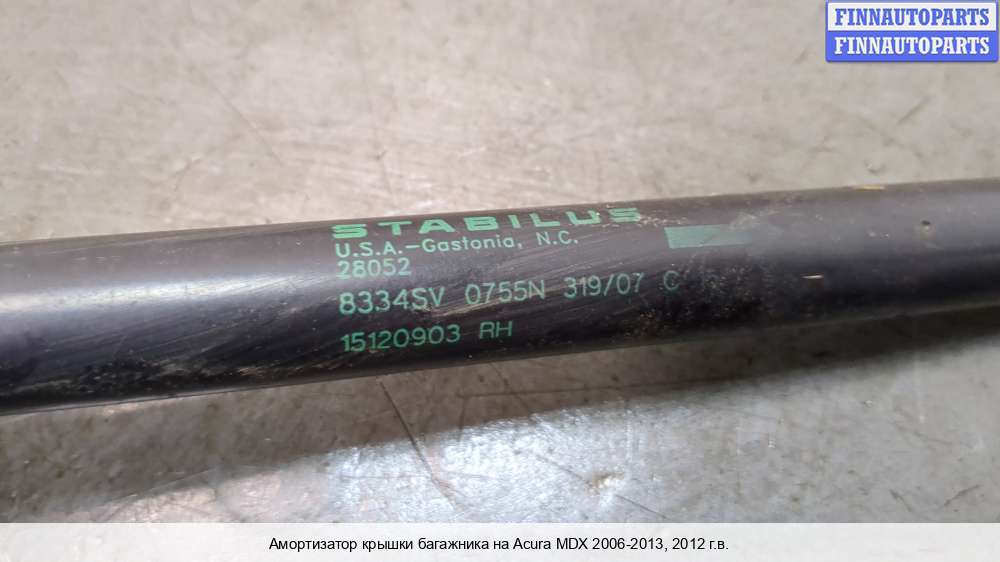 FINNAUTOPARTS
FINNAUTOPARTS
STABILUS
U.S.A.-Gastonia, N.C.
28052
8334SV 0755N 319/07 C
15120903 RH
Амортизатор крышки багажника на Acura MDX 2006-2013, 2012 г.в.